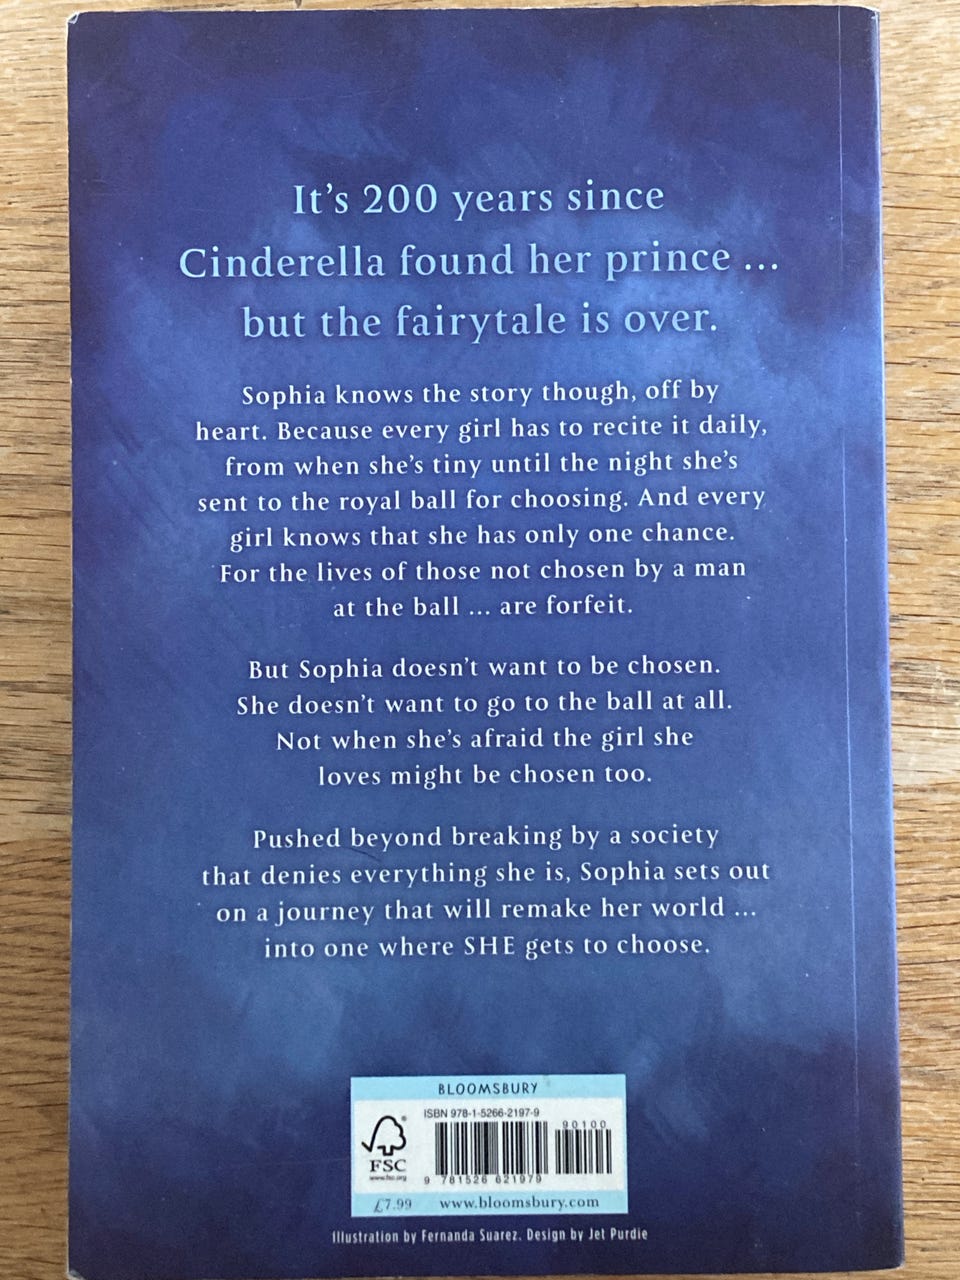 It's 200 years since
Cinderella found her prince ...
but the fairytale is over.
Sophia knows the story though, off by
heart. Because every girl has to recite it daily,
from when she's tiny until the night she's
sent to the royal ball for choosing. And every
girl knows that she has only one chance.
For the lives of those not chosen by a man
at the ball ... are forfeit.
But Sophia doesn't want to be chosen.
She doesn't want to go to the ball at all.
Not when she's afraid the girl she
loves might be chosen too.
Pushed beyond breaking by a society
that denies everything she is, Sophia sets out
on a journey that will remake her world ...
into one where SHE gets to choose.
BLOOMSBURY
ISBN 978-1-5266-2197-9
90100
FSC
www.fsc.org
9 781526 621979
£7.99 www.bloomsbury.com
Illustration by Fernanda Suarez. Design by Jet Purdie